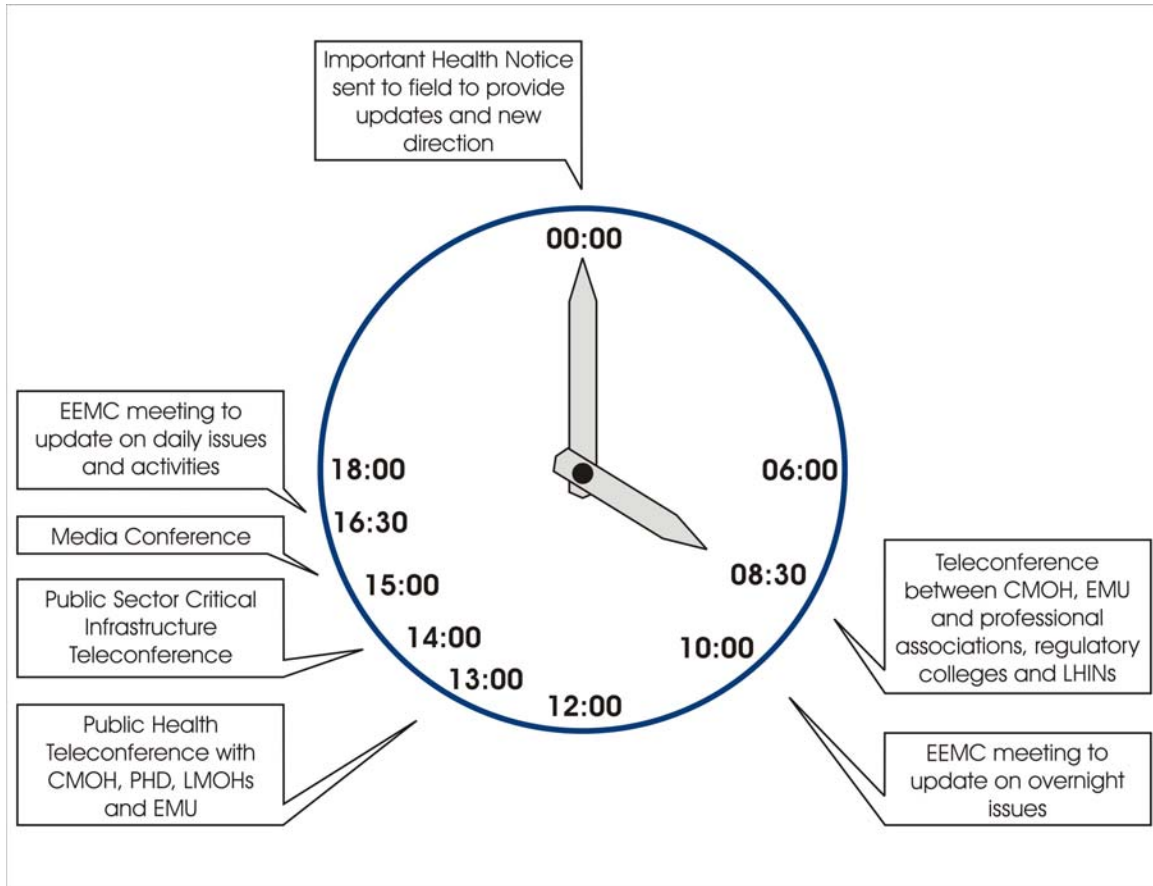 Important Health Notice
sent to field to provide
updates and new
direction
00:00
EEMC meeting to
update on daily issues
and activities
18:00
06:00
16:30
Media Conference
Teleconference
between CMOH, EMU
and professional
associations, regulatory
colleges and LHINs
08:30
15:00
Public Sector Critical
Infrastructure
Teleconference
14:00
10:00
13:00
12:00
Public Health
Teleconference with
CMOH, PHD, LMOHs
and EMU
EEMC meeting to
update on overnight
issues